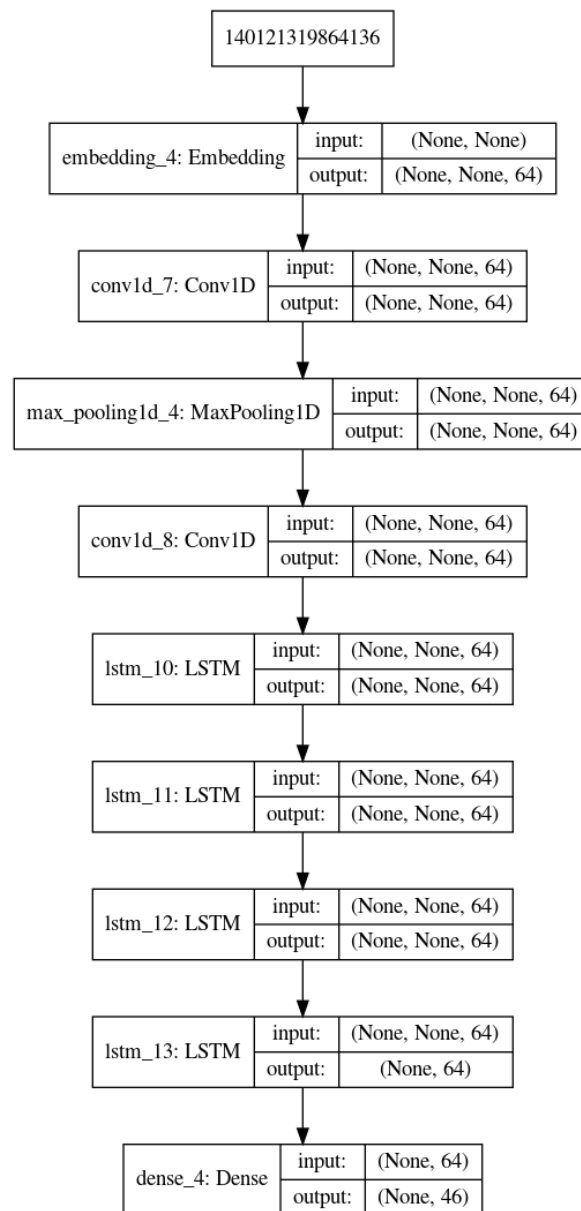 140121319864136
embedding_4: Embedding
input:
(None, None)
output:
(None, None, 64)
conv1d_7: Conv1D
input:
(None, None, 64)
output:
(None, None, 64)
max_pooling1d_4: MaxPooling1D
input:
(None, None, 64)
output:
(None, None, 64)
conv1d_8: Conv1D
input:
(None, None, 64)
output:
(None, None, 64)
lstm_10: LSTM
input:
(None, None, 64)
output:
(None, None, 64)
lstm_11: LSTM
input:
(None, None, 64)
output:
(None, None, 64)
lstm_12: LSTM
input:
(None, None, 64)
output:
(None, None, 64)
lstm_13: LSTM
input:
(None, None, 64)
output:
(None, 64)
dense_4: Dense
input:
(None, 64)
output:
(None, 46)